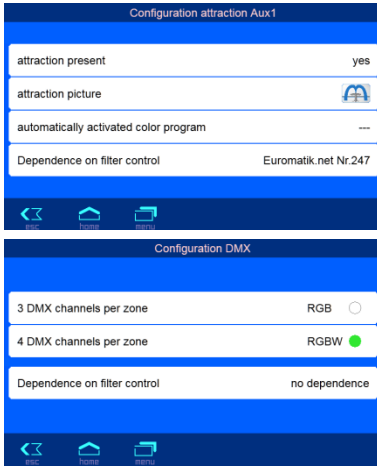 Configuration attraction Aux1
attraction present yes
attraction picture
automatically activated color program ---
Dependence on filter control Euromatik.net Nr.247
esc home menu
Configuration DMX
3 DMX channels per zone RGB
4 DMX channels per zone RGBW
Dependence on filter control no dependence
esc home menu